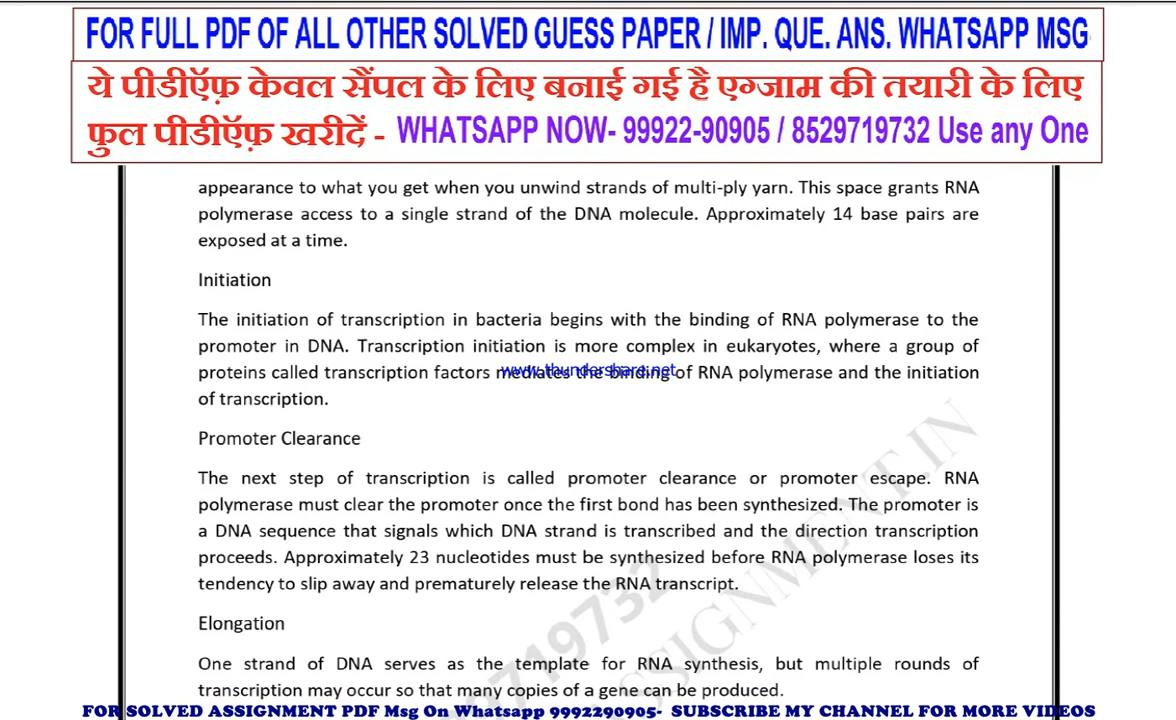 FOR FULL PDF OF ALL OTHER SOLVED GUESS PAPER / IMP. QUE. ANS. WHATSAPP MSG
ये पीडीऍफ़ केवल सैंपल के लिए बनाई गई है एग्जाम की तयारी के लिए
फुल पीडीऍफ़ खरीदें - WHATSAPP NOW- 99922-90905 / 8529719732 Use any One
appearance to what you get when you unwind strands of multi-ply yarn. This space grants RNA
polymerase access to a single strand of the DNA molecule. Approximately 14 base pairs are
exposed at a time.
Initiation
The initiation of transcription in bacteria begins with the binding of RNA polymerase to the
promoter in DNA. Transcription initiation is more complex in eukaryotes, where a group of
proteins called transcription factors mediates the binding of RNA polymerase and the initiation
www.thundershare.net
of transcription.
Promoter Clearance
The next step of transcription is called promoter clearance or promoter escape. RNA
polymerase must clear the promoter once the first bond has been synthesized. The promoter is
a DNA sequence that signals which DNA strand is transcribed and the direction transcription
proceeds. Approximately 23 nucleotides must be synthesized before RNA polymerase loses its
tendency to slip away and prematurely release the RNA transcript.
Elongation
One strand of DNA serves as the template for RNA synthesis, but multiple rounds of
transcription may occur so that many copies of a gene can be produced.
9719732
SSIGNMENT.IN
FOR SOLVED ASSIGNMENT PDF Msg On Whatsapp 9992290905- SUBSCRIBE MY CHANNEL FOR MORE VIDEOS